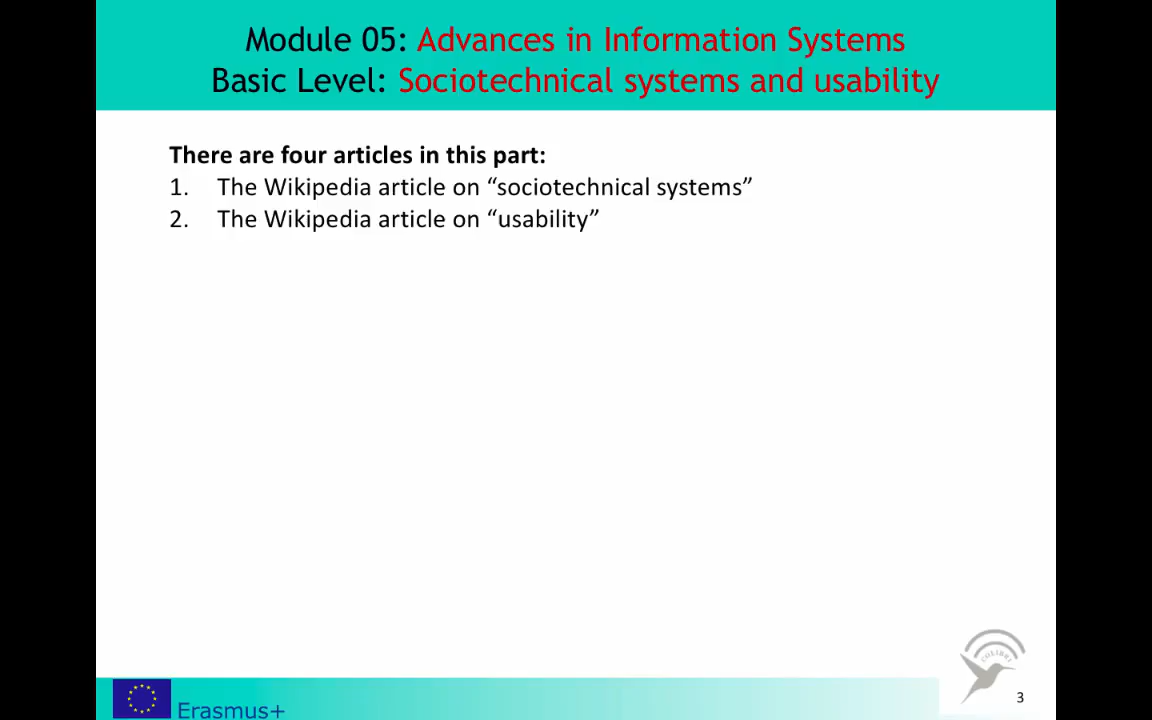 Module 05: Advances in Information Systems
Basic Level: Sociotechnical systems and usability
There are four articles in this part:
1. The Wikipedia article on “sociotechnical systems”
2. The Wikipedia article on “usability”
COLIBRI
Erasmus+
3